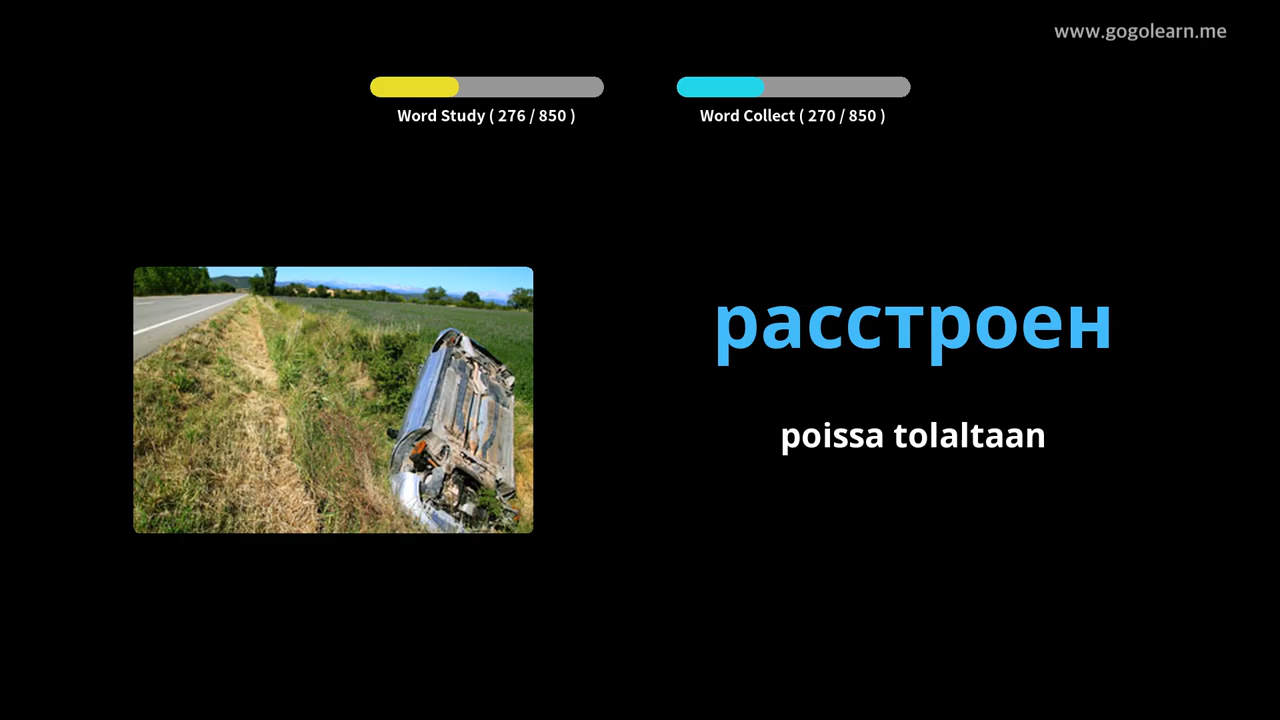 www.gogolearn.me
Word Study ( 276 / 850 )
Word Collect ( 270 / 850 )
расстроен
poissa tolaltaan